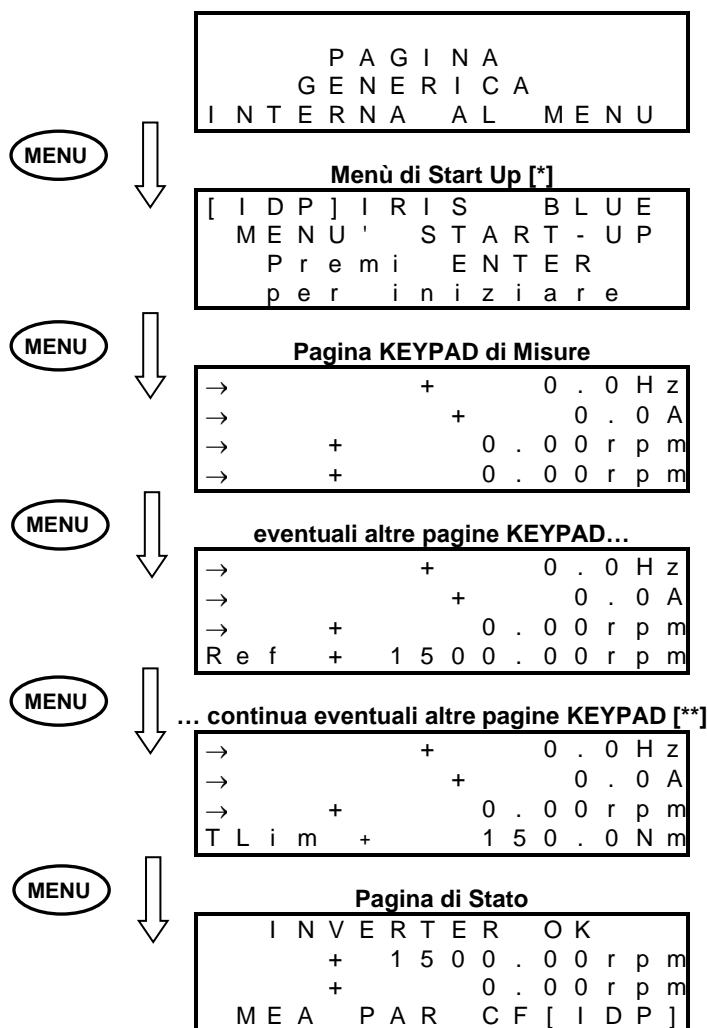 PAGINA
GENERICA
INTERNA AL MENU
MENU
Menù di Start Up [*]
[IDP]IRIS BLUE
MENU' START-UP
Premi ENTER
per iniziare
MENU
Pagina KEYPAD di Misure
→ + 0.0Hz
→ + 0.0A
→ + 0.00rpm
→ + 0.00rpm
MENU
eventuali altre pagine KEYPAD…
→ + 0.0Hz
→ + 0.0A
→ + 0.00rpm
Ref + 1500.00rpm
MENU
… continua eventuali altre pagine KEYPAD [**]
→ + 0.0Hz
→ + 0.0A
→ + 0.00rpm
TLim + 150.0Nm
MENU
Pagina di Stato
INVERTER OK
+ 1500.00rpm
+ 0.00rpm
MEA PAR CF[IDP]